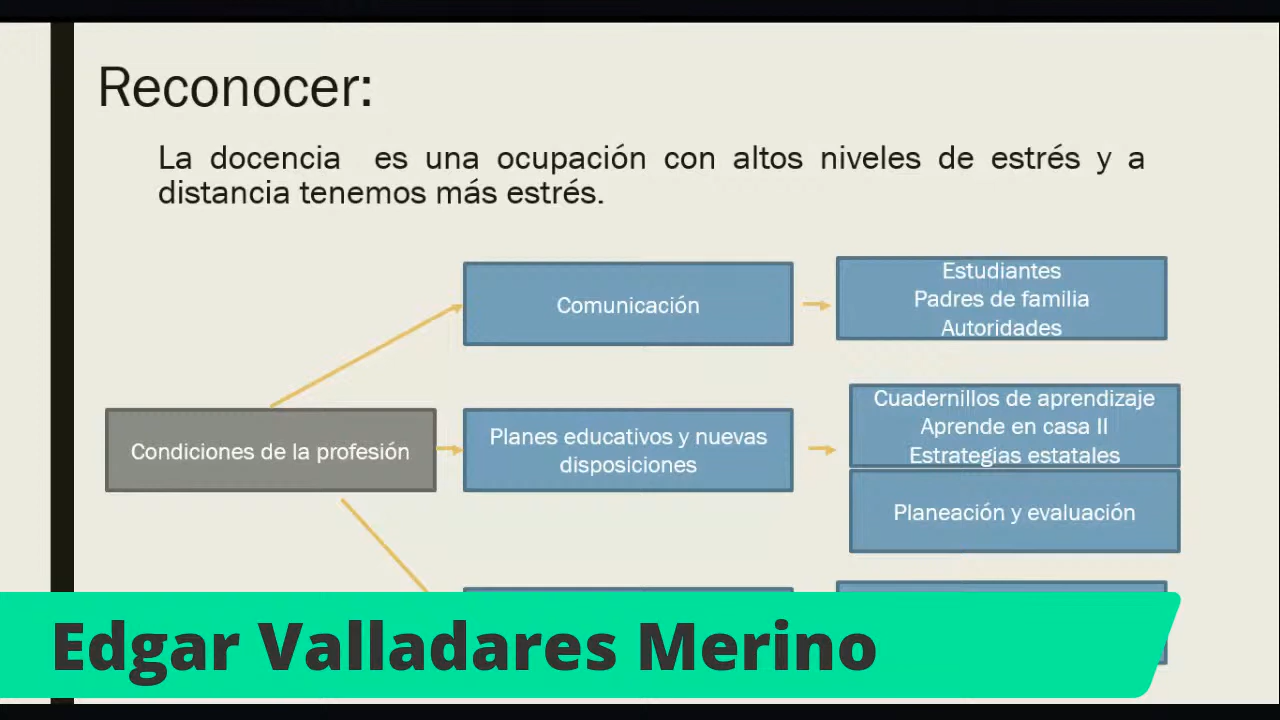 Reconocer:
La docencia es una ocupación con altos niveles de estrés y a
distancia tenemos más estrés.
Comunicación
Estudiantes
Padres de familia
Autoridades
Condiciones de la profesión
Planes educativos y nuevas
disposiciones
Cuadernillos de aprendizaje
Aprende en casa II
Estrategias estatales
Planeación y evaluación
Edgar Valladares Merino